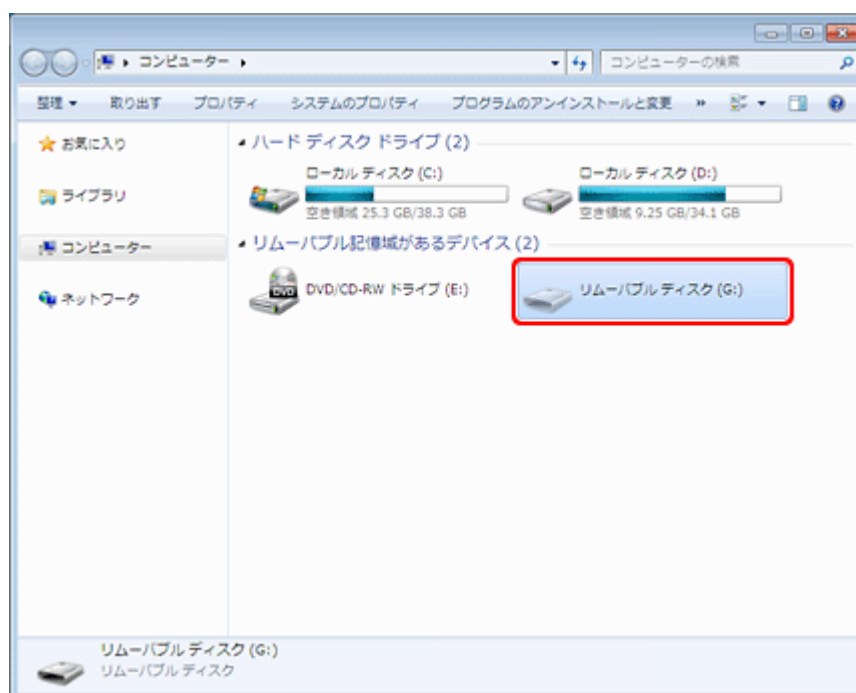 コンピューター
コンピューターの検索
整理 取り出す プロパティ システムのプロパティ プログラムのアンインストールと変更 »
お気に入り
ライブラリ
コンピューター
ネットワーク
ハード ディスク ドライブ (2)
ローカル ディスク (C:)
空き領域 25.3 GB/38.3 GB
ローカル ディスク (D:)
空き領域 9.25 GB/34.1 GB
リムーバブル記憶域があるデバイス (2)
DVD
DVD/CD-RW ドライブ (E:)
リムーバブル ディスク (G:)
リムーバブル ディスク (G:)
リムーバブル ディスク